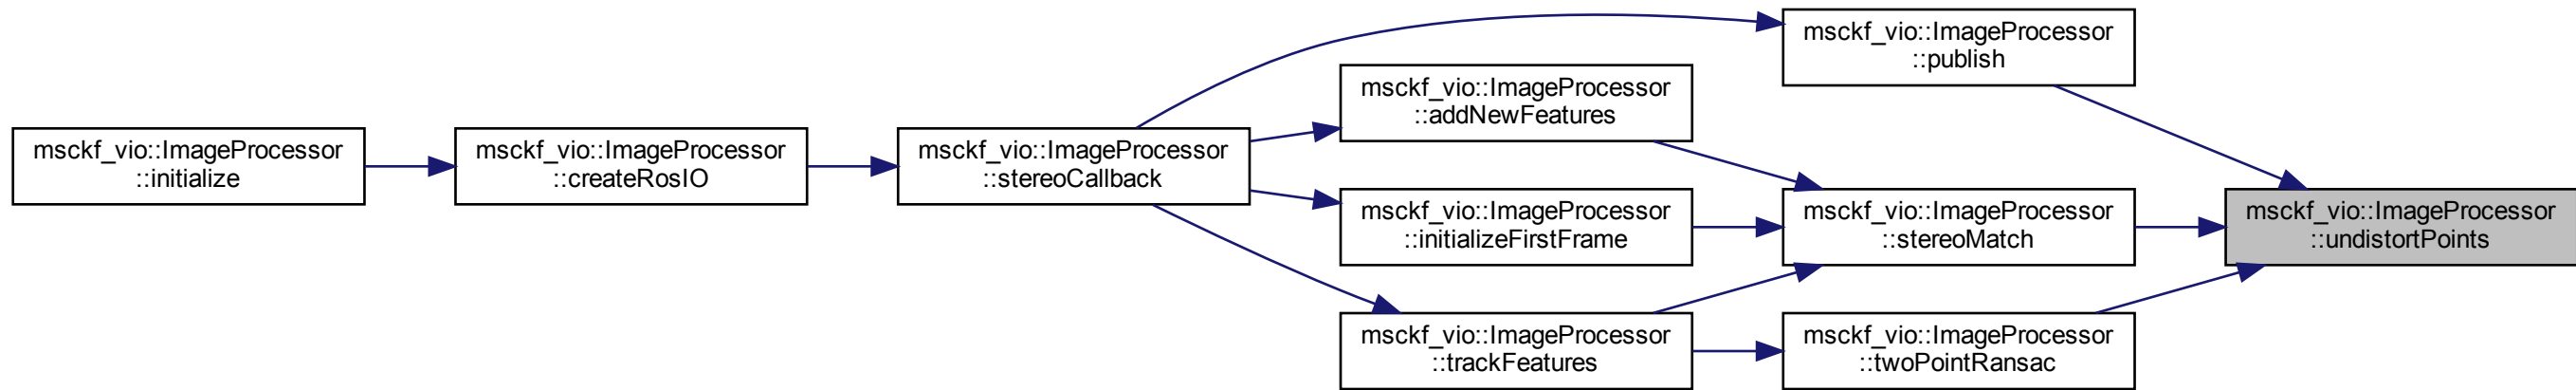 msckf_vio::ImageProcessor
::initialize
msckf_vio::ImageProcessor
::createRosIO
msckf_vio::ImageProcessor
::stereoCallback
msckf_vio::ImageProcessor
::publish
msckf_vio::ImageProcessor
::addNewFeatures
msckf_vio::ImageProcessor
::initializeFirstFrame
msckf_vio::ImageProcessor
::trackFeatures
msckf_vio::ImageProcessor
::stereoMatch
msckf_vio::ImageProcessor
::twoPointRansac
msckf_vio::ImageProcessor
::undistortPoints